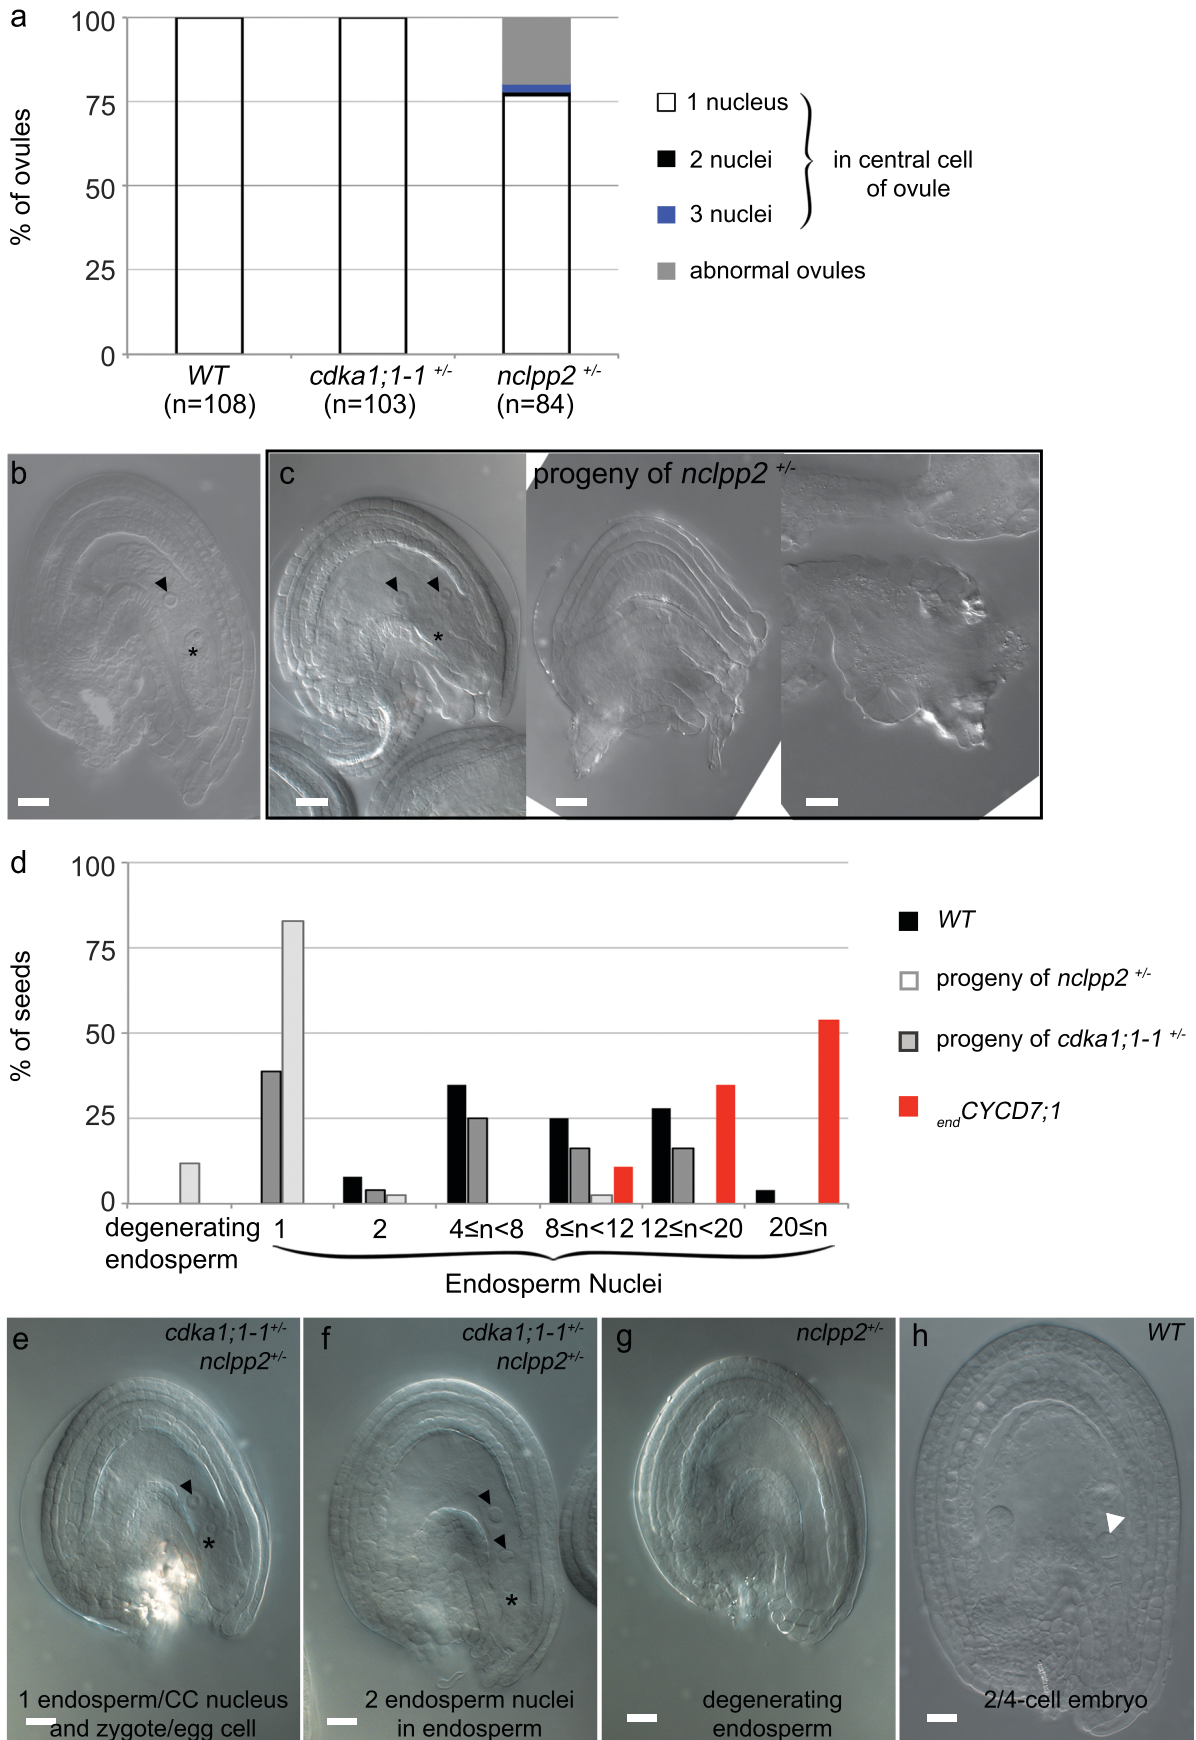 a
100
75
50
25
0
% of ovules
WT
(n=108)
cdka1;1-1 +/-
(n=103)
nclpp2 +/-
(n=84)
1 nucleus
2 nuclei
3 nuclei
in central cell
of ovule
abnormal ovules
b
*
c
progeny of nclpp2 +/-
*
d
100
75
50
25
0
% of seeds
degenerating
endosperm
1
2
4≤n<8
8≤n<12
12≤n<20
20≤n
Endosperm Nuclei
WT
progeny of nclpp2 +/-
progeny of cdka1;1-1 +/-
endCYCD7;1
e
cdka1;1-1+/-
nclpp2+/-
*
1 endosperm/CC nucleus
and zygote/egg cell
f
cdka1;1-1+/-
nclpp2+/-
*
2 endosperm nuclei
in endosperm
g
nclpp2+/-
degenerating
endosperm
h
WT
2/4-cell embryo